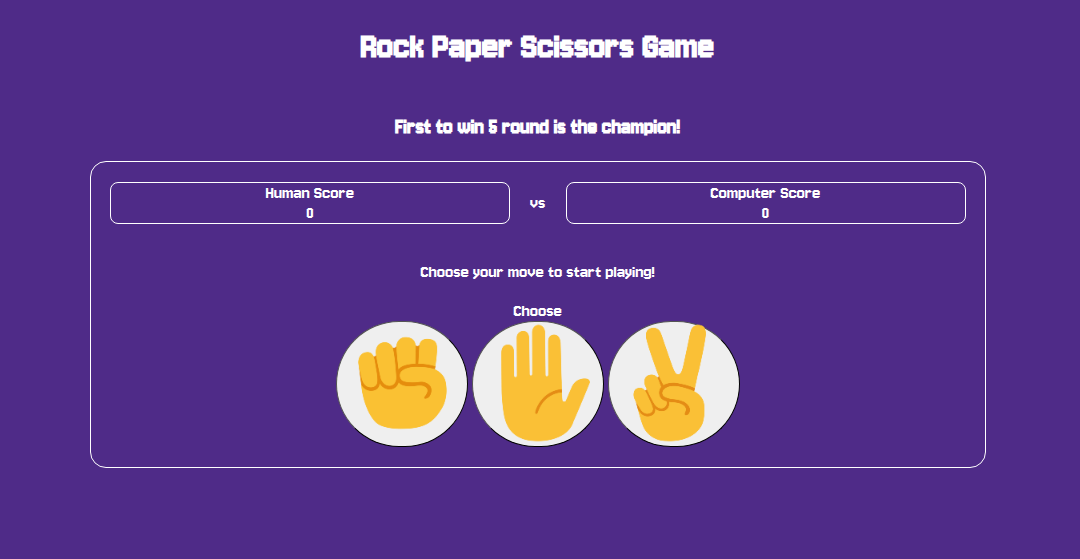 Rock Paper Scissors Game
First to win 5 round is the champion!
Human Score
0
vs
Computer Score
0
Choose your move to start playing!
Choose